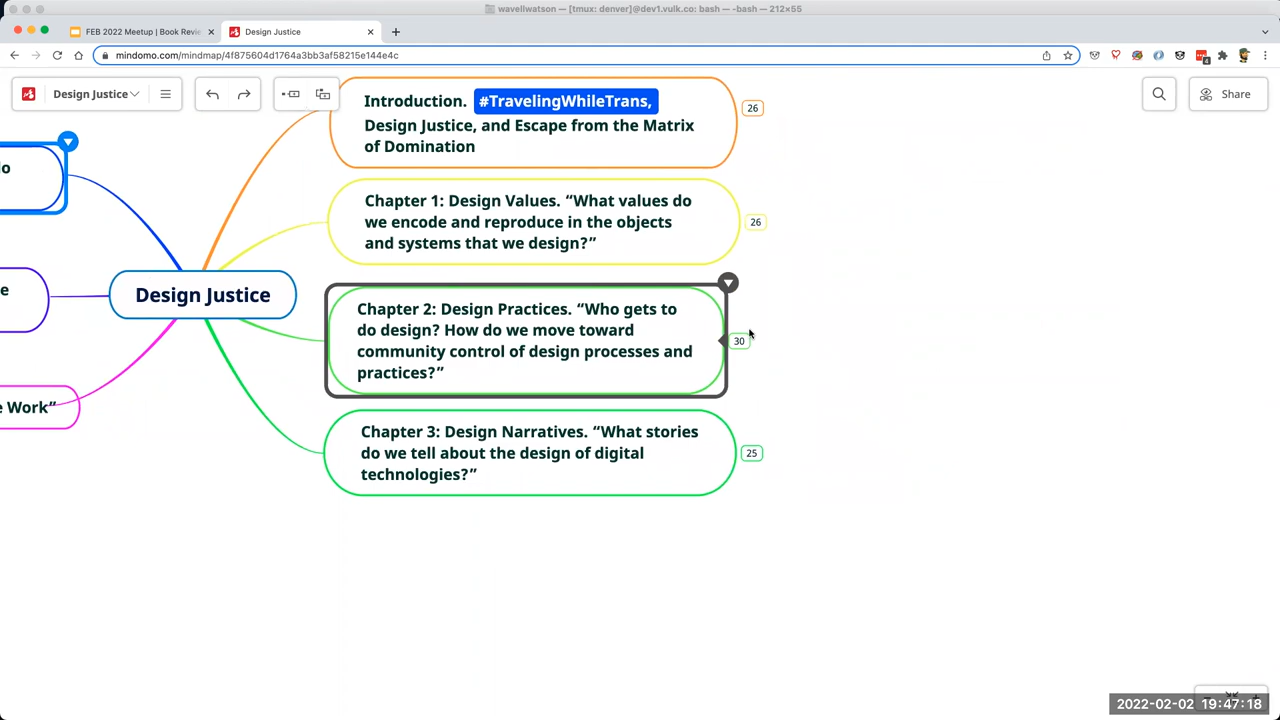 wavellwatson — [tmux: denver]@dev1.vulk.co: bash — -bash — 212×55
FEB 2022 Meetup | Book Revie
Design Justice
mindomo.com/mindmap/4f875604d1764a3bb3af58215e144e4c
4
Design Justice
Share
Introduction. #TravelingWhileTrans,
Design Justice, and Escape from the Matrix
of Domination
26
Chapter 1: Design Values. “What values do
we encode and reproduce in the objects
and systems that we design?”
26
Design Justice
Chapter 2: Design Practices. “Who gets to
do design? How do we move toward
community control of design processes and
practices?”
30
Chapter 3: Design Narratives. “What stories
do we tell about the design of digital
technologies?”
25
e Work”
2022-02-02 19:47:18